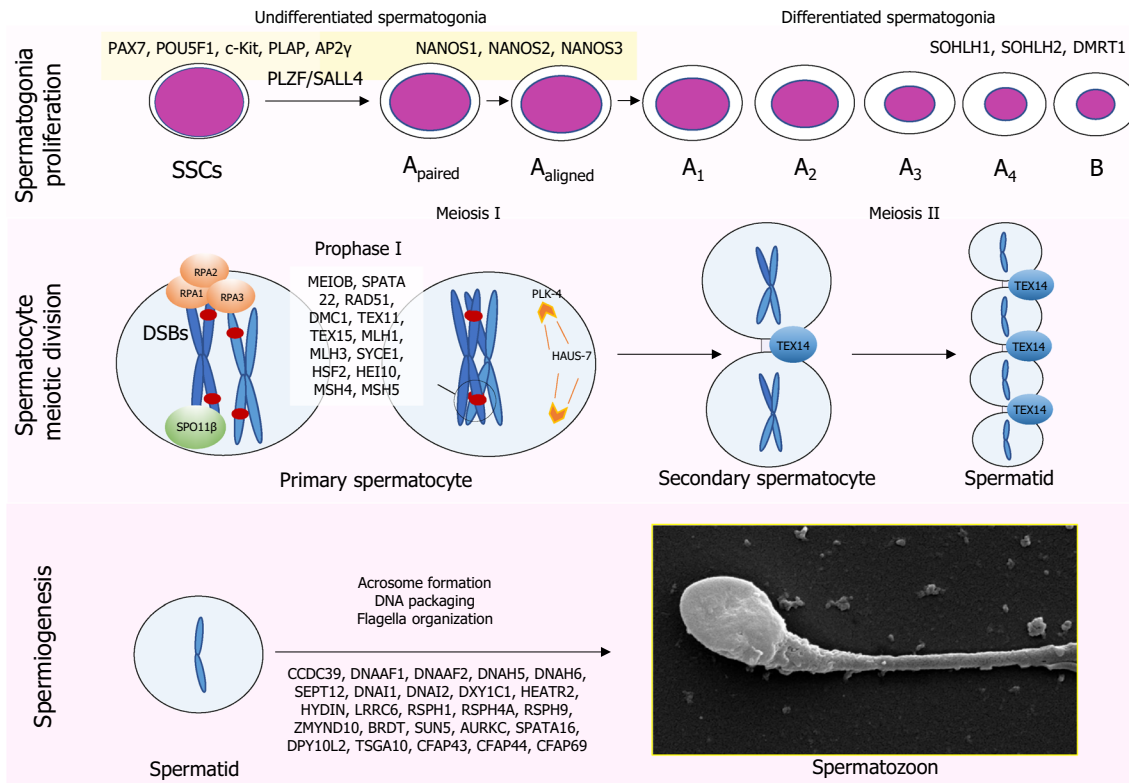 Undifferentiated spermatogonia
Differentiated spermatogonia
Spermatogonia
proliferation
PAX7, POU5F1, c-Kit, PLAP, AP2γ
NANOS1, NANOS2, NANOS3
SOHLH1, SOHLH2, DMRT1
PLZF/SALL4
SSCs
Apaired
Aaligned
A1
A2
A3
A4
B
Spermatocyte
meiotic division
Meiosis I
Meiosis II
Prophase I
RPA2
RPA1
RPA3
DSBs
SPO11β
MEIOB, SPATA
22, RAD51,
DMC1, TEX11,
TEX15, MLH1,
MLH3, SYCE1,
HSF2, HEI10,
MSH4, MSH5
PLK-4
HAUS-7
TEX14
TEX14
TEX14
TEX14
Primary spermatocyte
Secondary spermatocyte
Spermatid
Spermiogenesis
Acrosome formation
DNA packaging
Flagella organization
CCDC39, DNAAF1, DNAAF2, DNAH5, DNAH6,
SEPT12, DNAI1, DNAI2, DXY1C1, HEATR2,
HYDIN, LRRC6, RSPH1, RSPH4A, RSPH9,
ZMYND10, BRDT, SUN5, AURKC, SPATA16,
DPY10L2, TSGA10, CFAP43, CFAP44, CFAP69
Spermatid
Spermatozoon